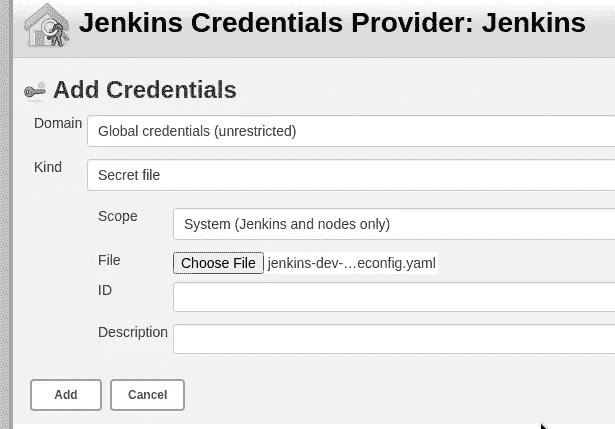 Jenkins Credentials Provider: Jenkins
Add Credentials
Domain Global credentials (unrestricted)
Kind Secret file
Scope System (Jenkins and nodes only)
File Choose File jenkins-dev-...econfig.yaml
ID
Description
Add Cancel